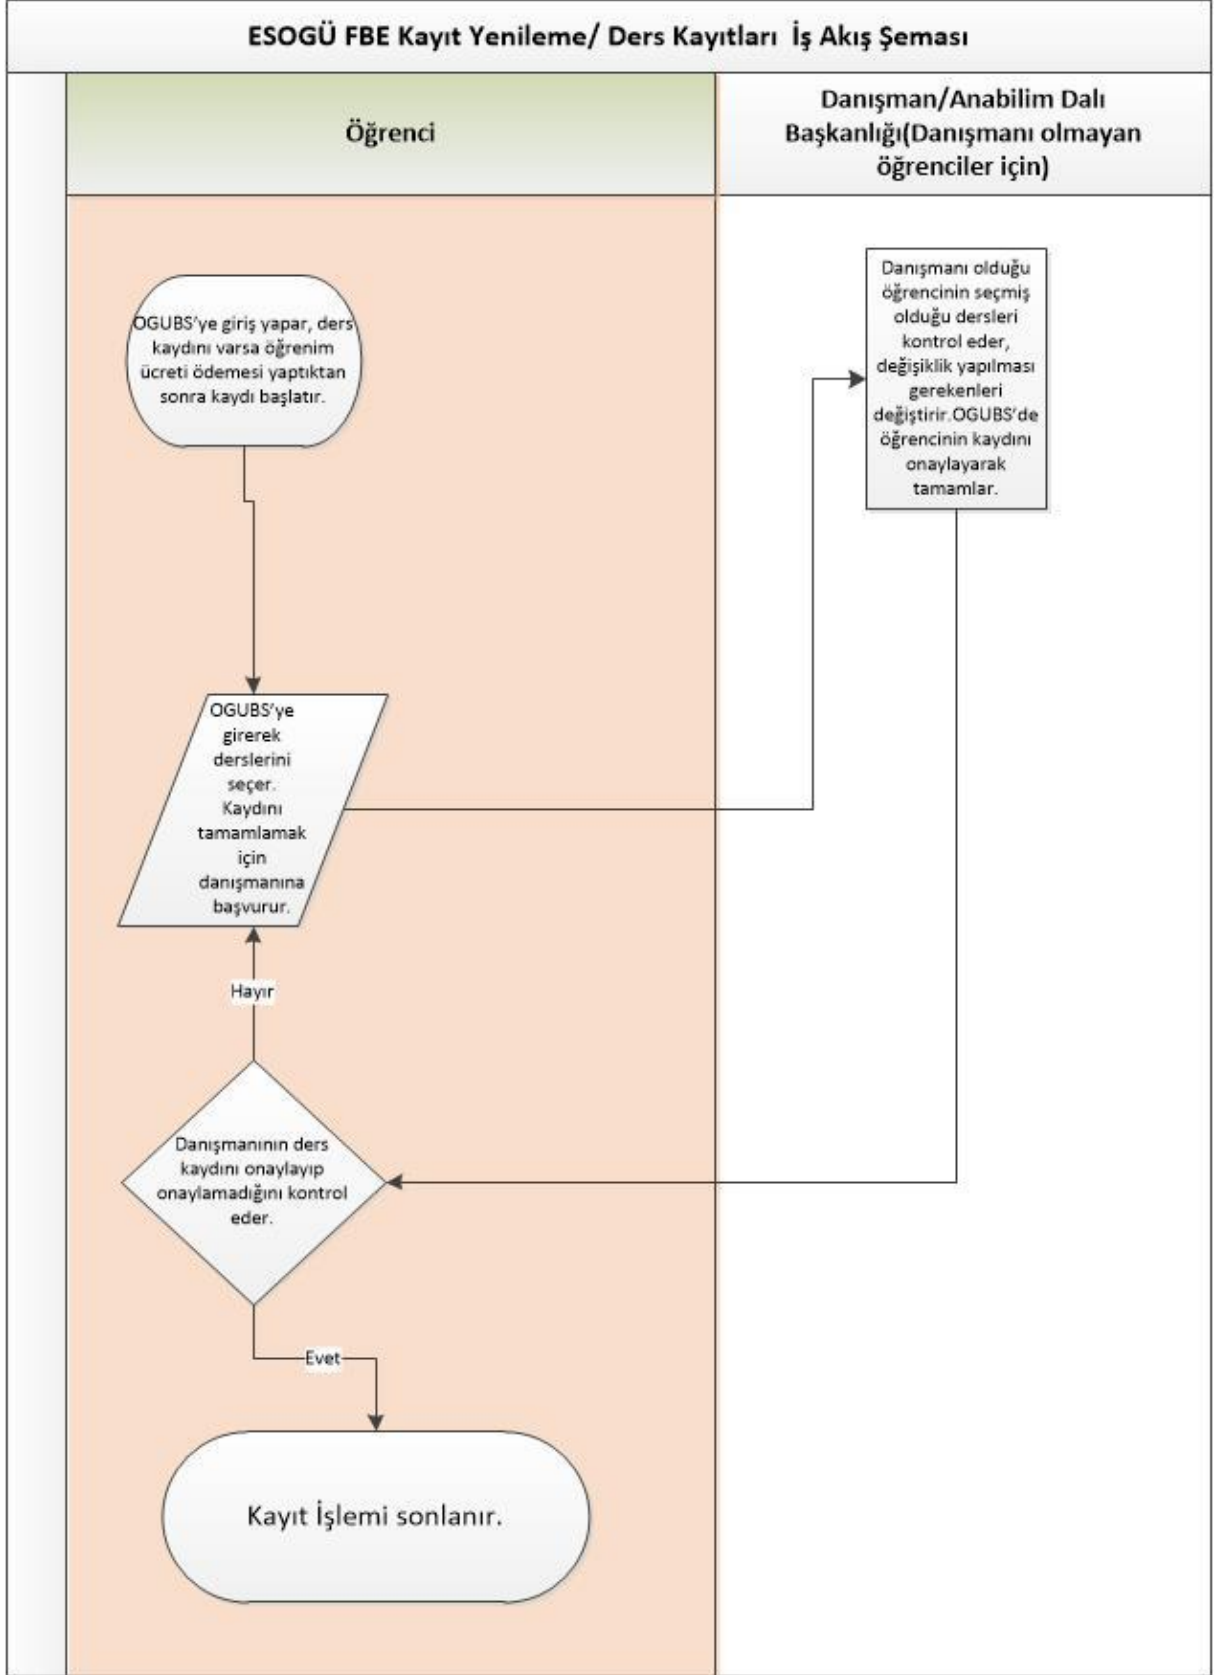 ESOGÜ FBE Kayıt Yenileme/ Ders Kayıtları İş Akış Şeması
Öğrenci
Danışman/Anabilim Dalı
Başkanlığı(Danışmanı olmayan
öğrenciler için)
OGUBS'ye giriş yapar, ders
kaydını varsa öğrenim
ücreti ödemesi yaptıktan
sonra kaydı başlatır.
Danışmanı olduğu
öğrencinin seçmiş
olduğu dersleri
kontrol eder,
değişiklik yapılması
gerekenleri
değiştirir.OGUBS'de
öğrencinin kaydını
onaylayarak
tamamlar.
OGUBS'ye
girerek
derslerini
seçer.
Kaydını
tamamlamak
için
danışmanına
başvurur.
Hayır
Danışmanının ders
kaydını onaylayıp
onaylamadığını kontrol
eder.
Evet
Kayıt İşlemi sonlanır.